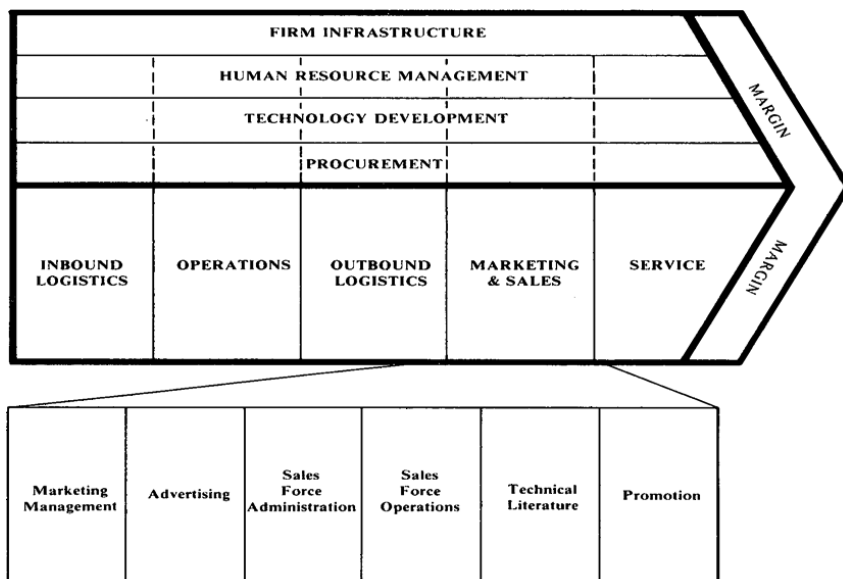 FIRM INFRASTRUCTURE
HUMAN RESOURCE MANAGEMENT
TECHNOLOGY DEVELOPMENT
PROCUREMENT
MARGIN
INBOUND
LOGISTICS
OPERATIONS
OUTBOUND
LOGISTICS
MARKETING
& SALES
SERVICE
MARGIN
Marketing
Management
Advertising
Sales
Force
Administration
Sales
Force
Operations
Technical
Literature
Promotion